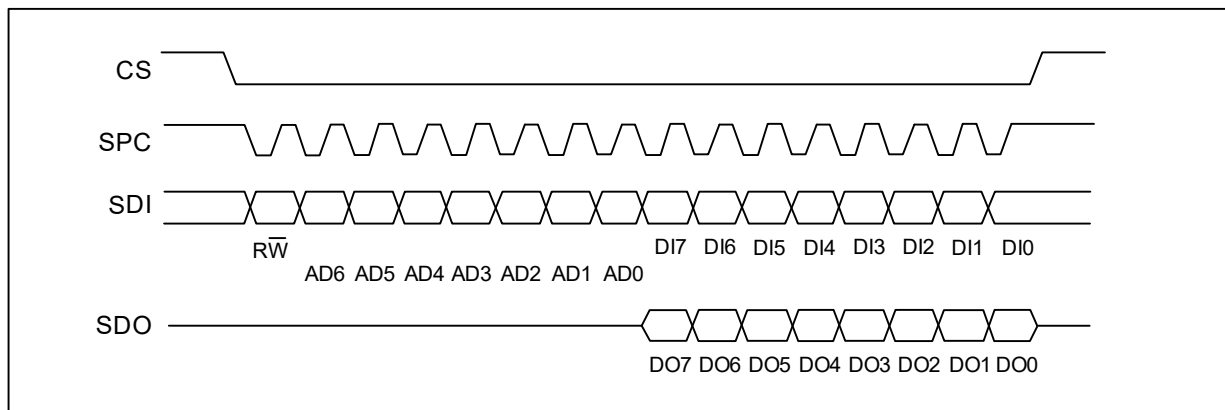 CS
SPC
SDI
RW̅ DI7 DI6 DI5 DI4 DI3 DI2 DI1 DI0
AD6 AD5 AD4 AD3 AD2 AD1 AD0
SDO
DO7 DO6 DO5 DO4 DO3 DO2 DO1 DO0